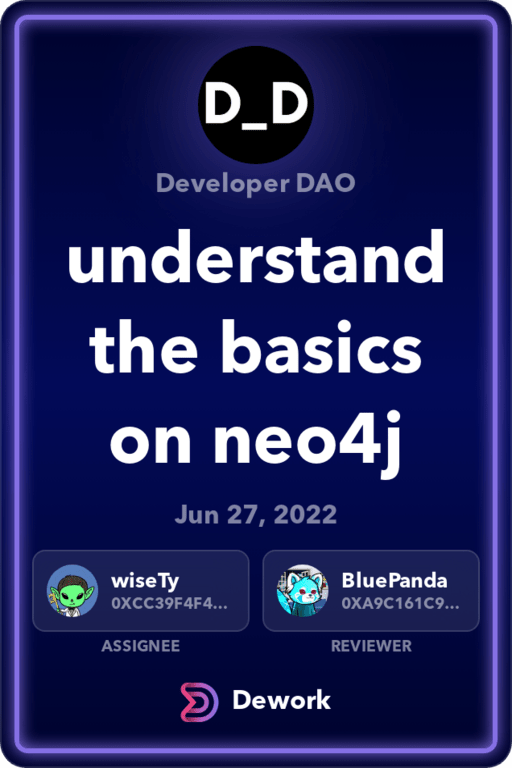 D_D
Developer DAO
understand
the basics
on neo4j
Jun 27, 2022
wiseTy
0XCC39F4F4...
BluePanda
0XA9C161C9...
ASSIGNEE
REVIEWER
Dework